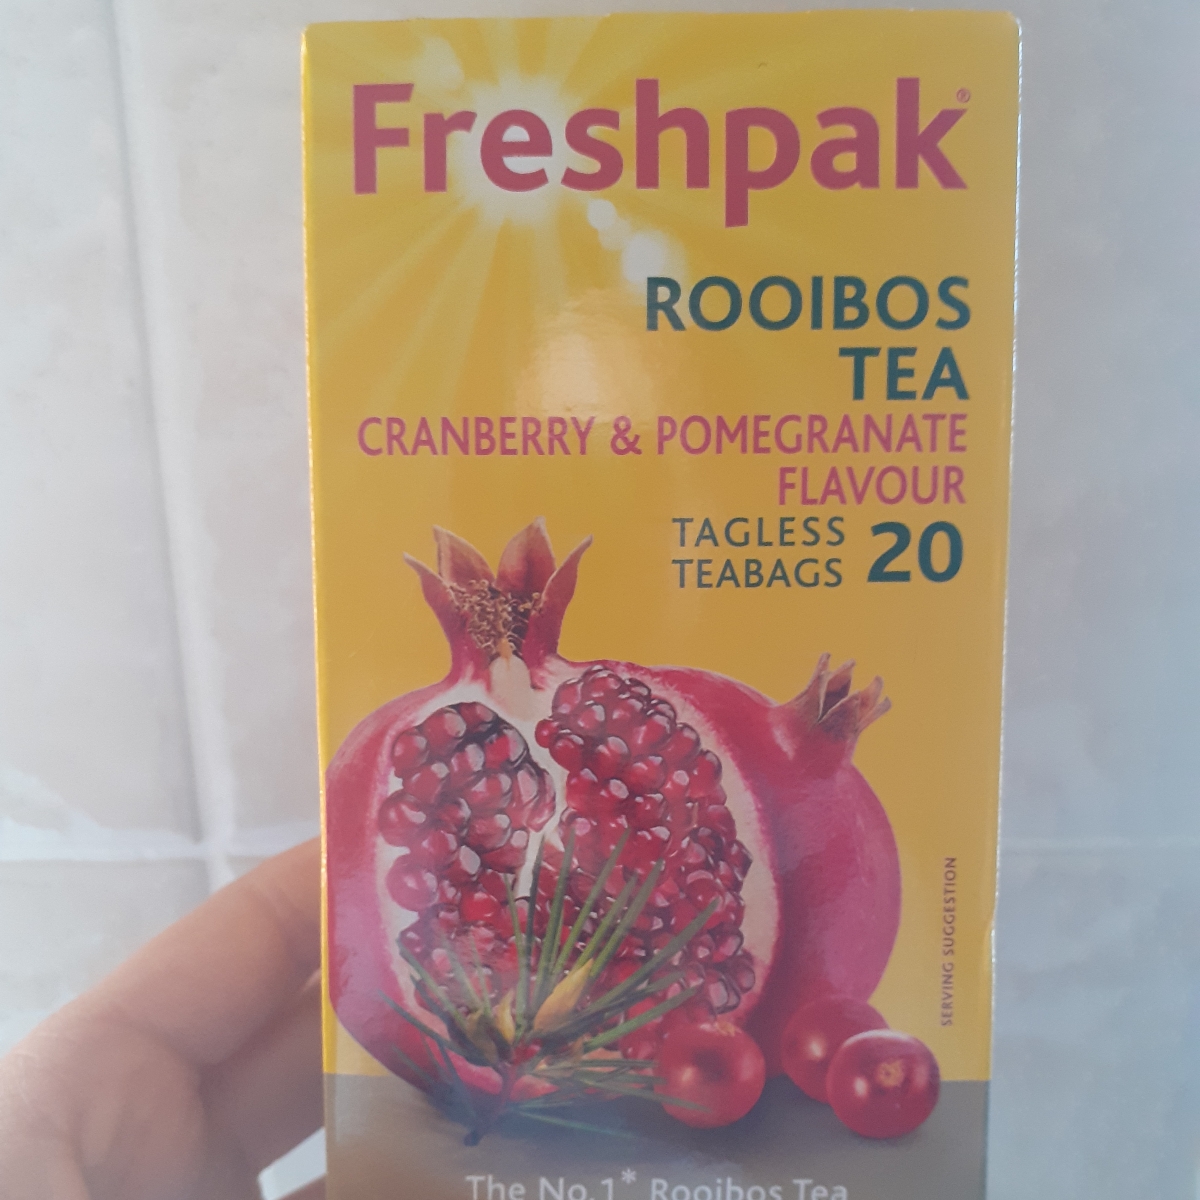 Freshpak®
ROOIBOS
TEA
CRANBERRY & POMEGRANATE
FLAVOUR
TAGLESS
TEABAGS 20
SERVING SUGGESTION
The No.1* Rooibos Tea